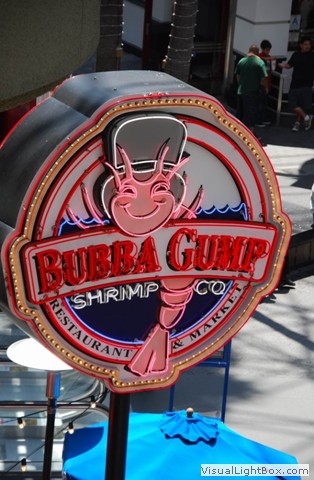 BUBBA GUMP
SHRIMP CO
RESTAURANT & MARKET
VisualLightBox.com